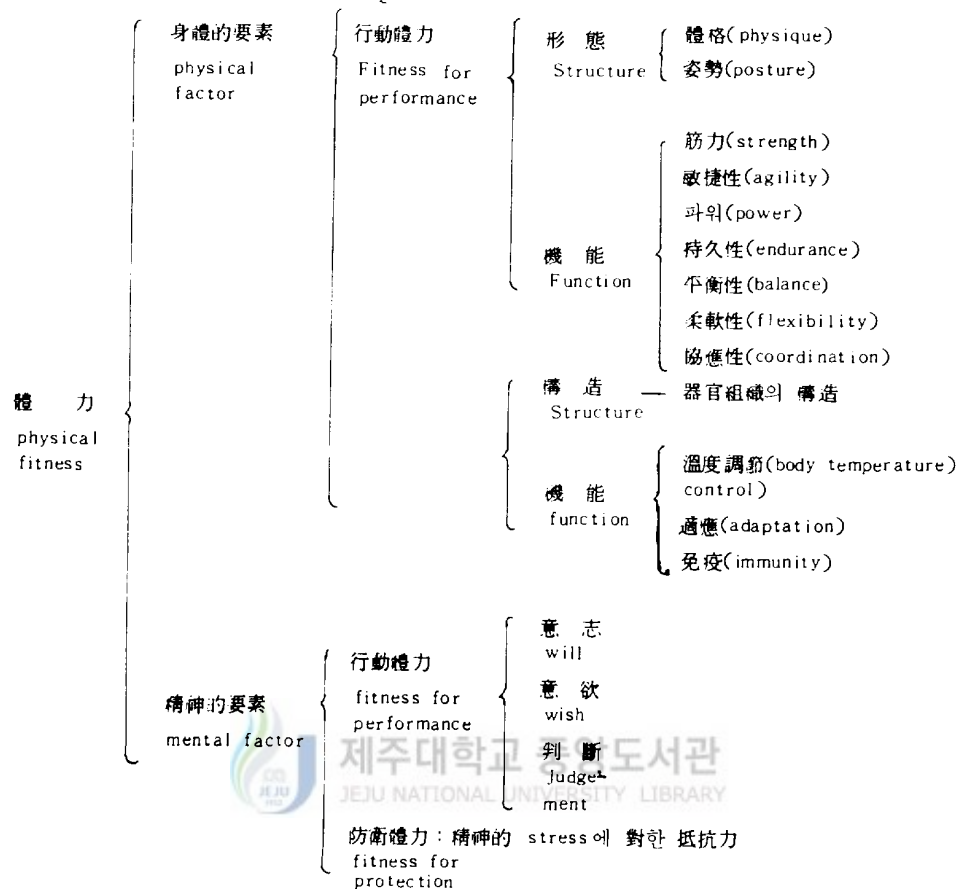 身體的要素
physical
factor
行動體力
Fitness for
performance
形 態
Structure
體格(physique)
姿勢(posture)
機 能
Function
筋力(strength)
敏捷性(agility)
파워(power)
持久性(endurance)
平衡性(balance)
柔軟性(flexibility)
協應性(coordination)
構 造
Structure
器官組織의 構造
機 能
function
溫度調節(body temperature)
control)
適應(adaptation)
免疫(immunity)
體 力
physical
fitness
精神的要素
mental factor
行動體力
fitness for
performance
意 志
will
意 欲
wish
判 斷
Judge-
ment
防衛體力：精神的 stress에 對한 抵抗力
fitness for
protection
제주대학교 중앙도서관
JEJU NATIONAL UNIVERSITY LIBRARY
JEJU
1952